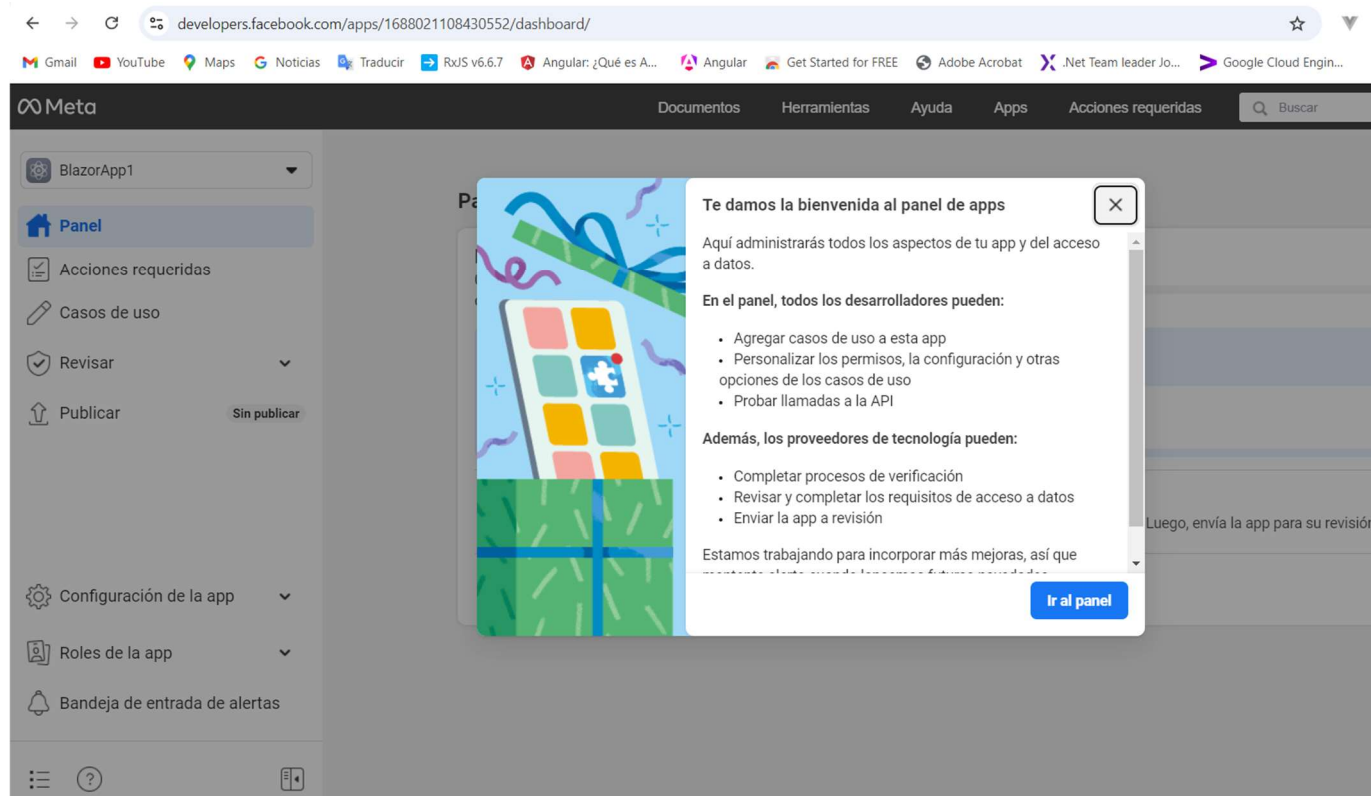 developers.facebook.com/apps/1688021108430552/dashboard/
Gmail YouTube Maps Noticias Traducir RxJS v6.6.7 Angular: ¿Qué es A... Angular Get Started for FREE Adobe Acrobat .Net Team leader Jo... Google Cloud Engin...
Meta Documentos Herramientas Ayuda Apps Acciones requeridas Buscar
BlazorApp1
Panel
Acciones requeridas
Casos de uso
Revisar
Publicar Sin publicar
Configuración de la app
Roles de la app
Bandeja de entrada de alertas
Pa
Te damos la bienvenida al panel de apps
Aquí administrarás todos los aspectos de tu app y del acceso
a datos.
En el panel, todos los desarrolladores pueden:
• Agregar casos de uso a esta app
• Personalizar los permisos, la configuración y otras
opciones de los casos de uso
• Probar llamadas a la API
Además, los proveedores de tecnología pueden:
• Completar procesos de verificación
• Revisar y completar los requisitos de acceso a datos
• Enviar la app a revisión
Estamos trabajando para incorporar más mejoras, así que
Ir al panel
Luego, envía la app para su revisión